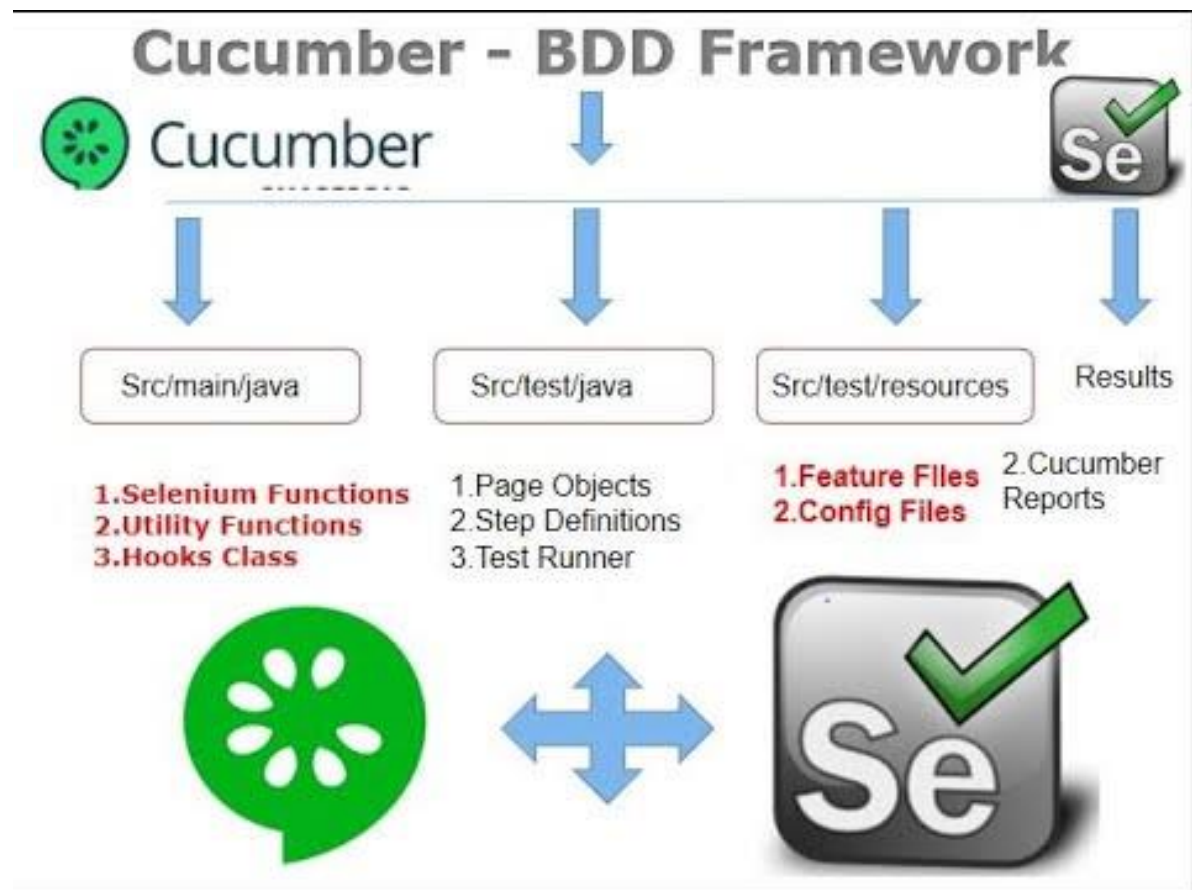 Cucumber - BDD Framework
Cucumber
Se
Src/main/java
Src/test/java
Src/test/resources
Results
1.Selenium Functions
2.Utility Functions
3.Hooks Class
1.Page Objects
2.Step Definitions
3.Test Runner
1.Feature FIles
2.Config Files
2.Cucumber
Reports
Se